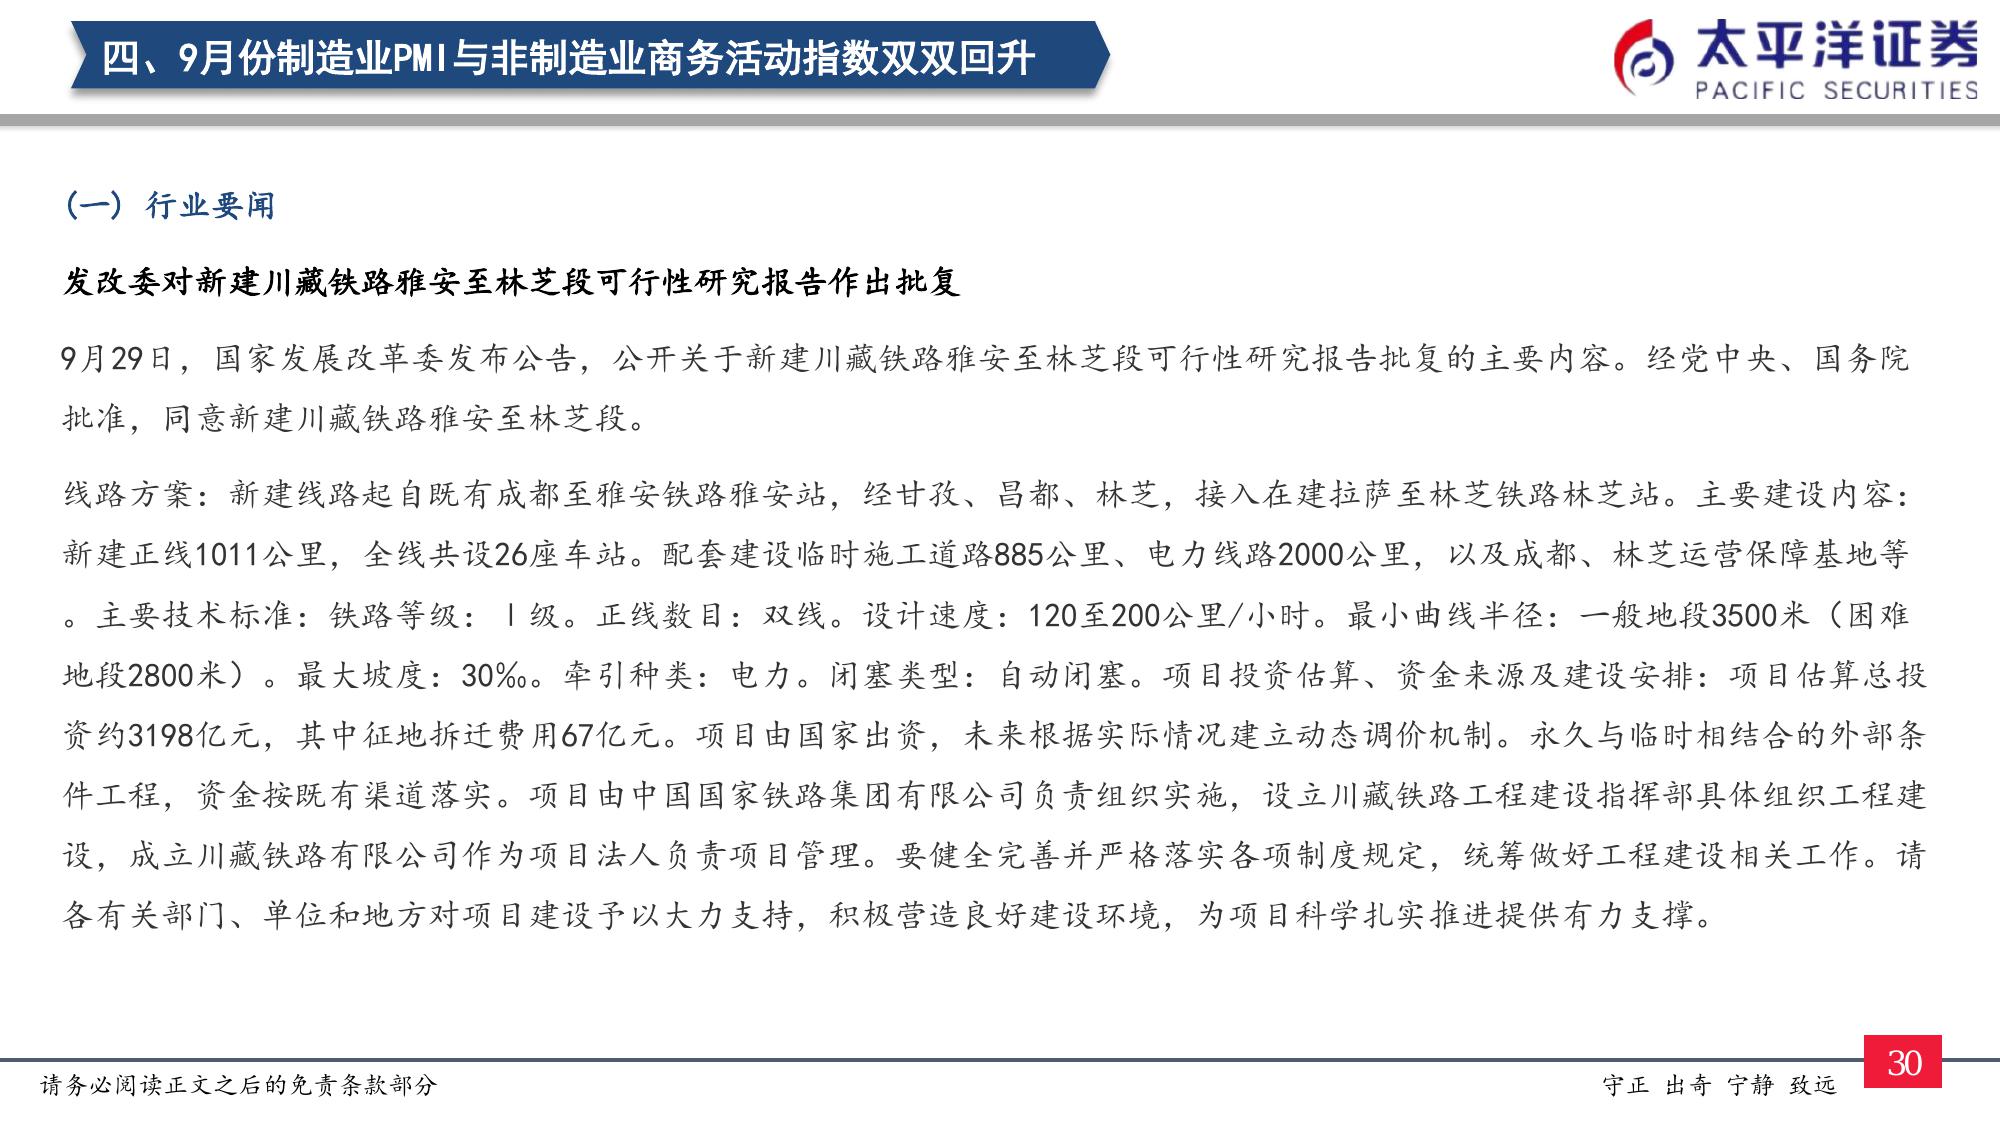 四、9月份制造业PMI与非制造业商务活动指数双双回升
太平洋证券
PACIFIC SECURITIES
(一) 行业要闻
发改委对新建川藏铁路雅安至林芝段可行性研究报告作出批复
9月29日，国家发展改革委发布公告，公开关于新建川藏铁路雅安至林芝段可行性研究报告批复的主要内容。经党中央、国务院
批准，同意新建川藏铁路雅安至林芝段。
线路方案：新建线路起自既有成都至雅安铁路雅安站，经甘孜、昌都、林芝，接入在建拉萨至林芝铁路林芝站。主要建设内容：
新建正线1011公里，全线共设26座车站。配套建设临时施工道路885公里、电力线路2000公里，以及成都、林芝运营保障基地等
。主要技术标准：铁路等级：Ⅰ级。正线数目：双线。设计速度：120至200公里/小时。最小曲线半径：一般地段3500米（困难
地段2800米）。最大坡度：30‰。牵引种类：电力。闭塞类型：自动闭塞。项目投资估算、资金来源及建设安排：项目估算总投
资约3198亿元，其中征地拆迁费用67亿元。项目由国家出资，未来根据实际情况建立动态调价机制。永久与临时相结合的外部条
件工程，资金按既有渠道落实。项目由中国国家铁路集团有限公司负责组织实施，设立川藏铁路工程建设指挥部具体组织工程建
设，成立川藏铁路有限公司作为项目法人负责项目管理。要健全完善并严格落实各项制度规定，统筹做好工程建设相关工作。请
各有关部门、单位和地方对项目建设予以大力支持，积极营造良好建设环境，为项目科学扎实推进提供有力支撑。
请务必阅读正文之后的免责条款部分
守正 出奇 宁静 致远
30